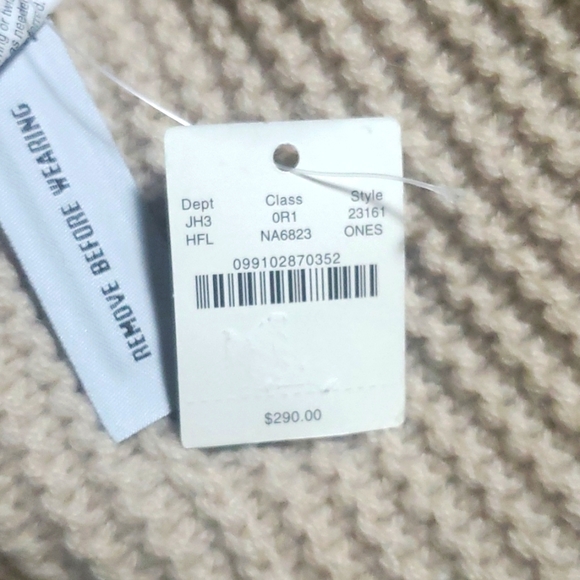 REMOVE BEFORE WEARING
Dept Class Style
JH3 0R1 23161
HFL NA6823 ONES
099102870352
$290.00